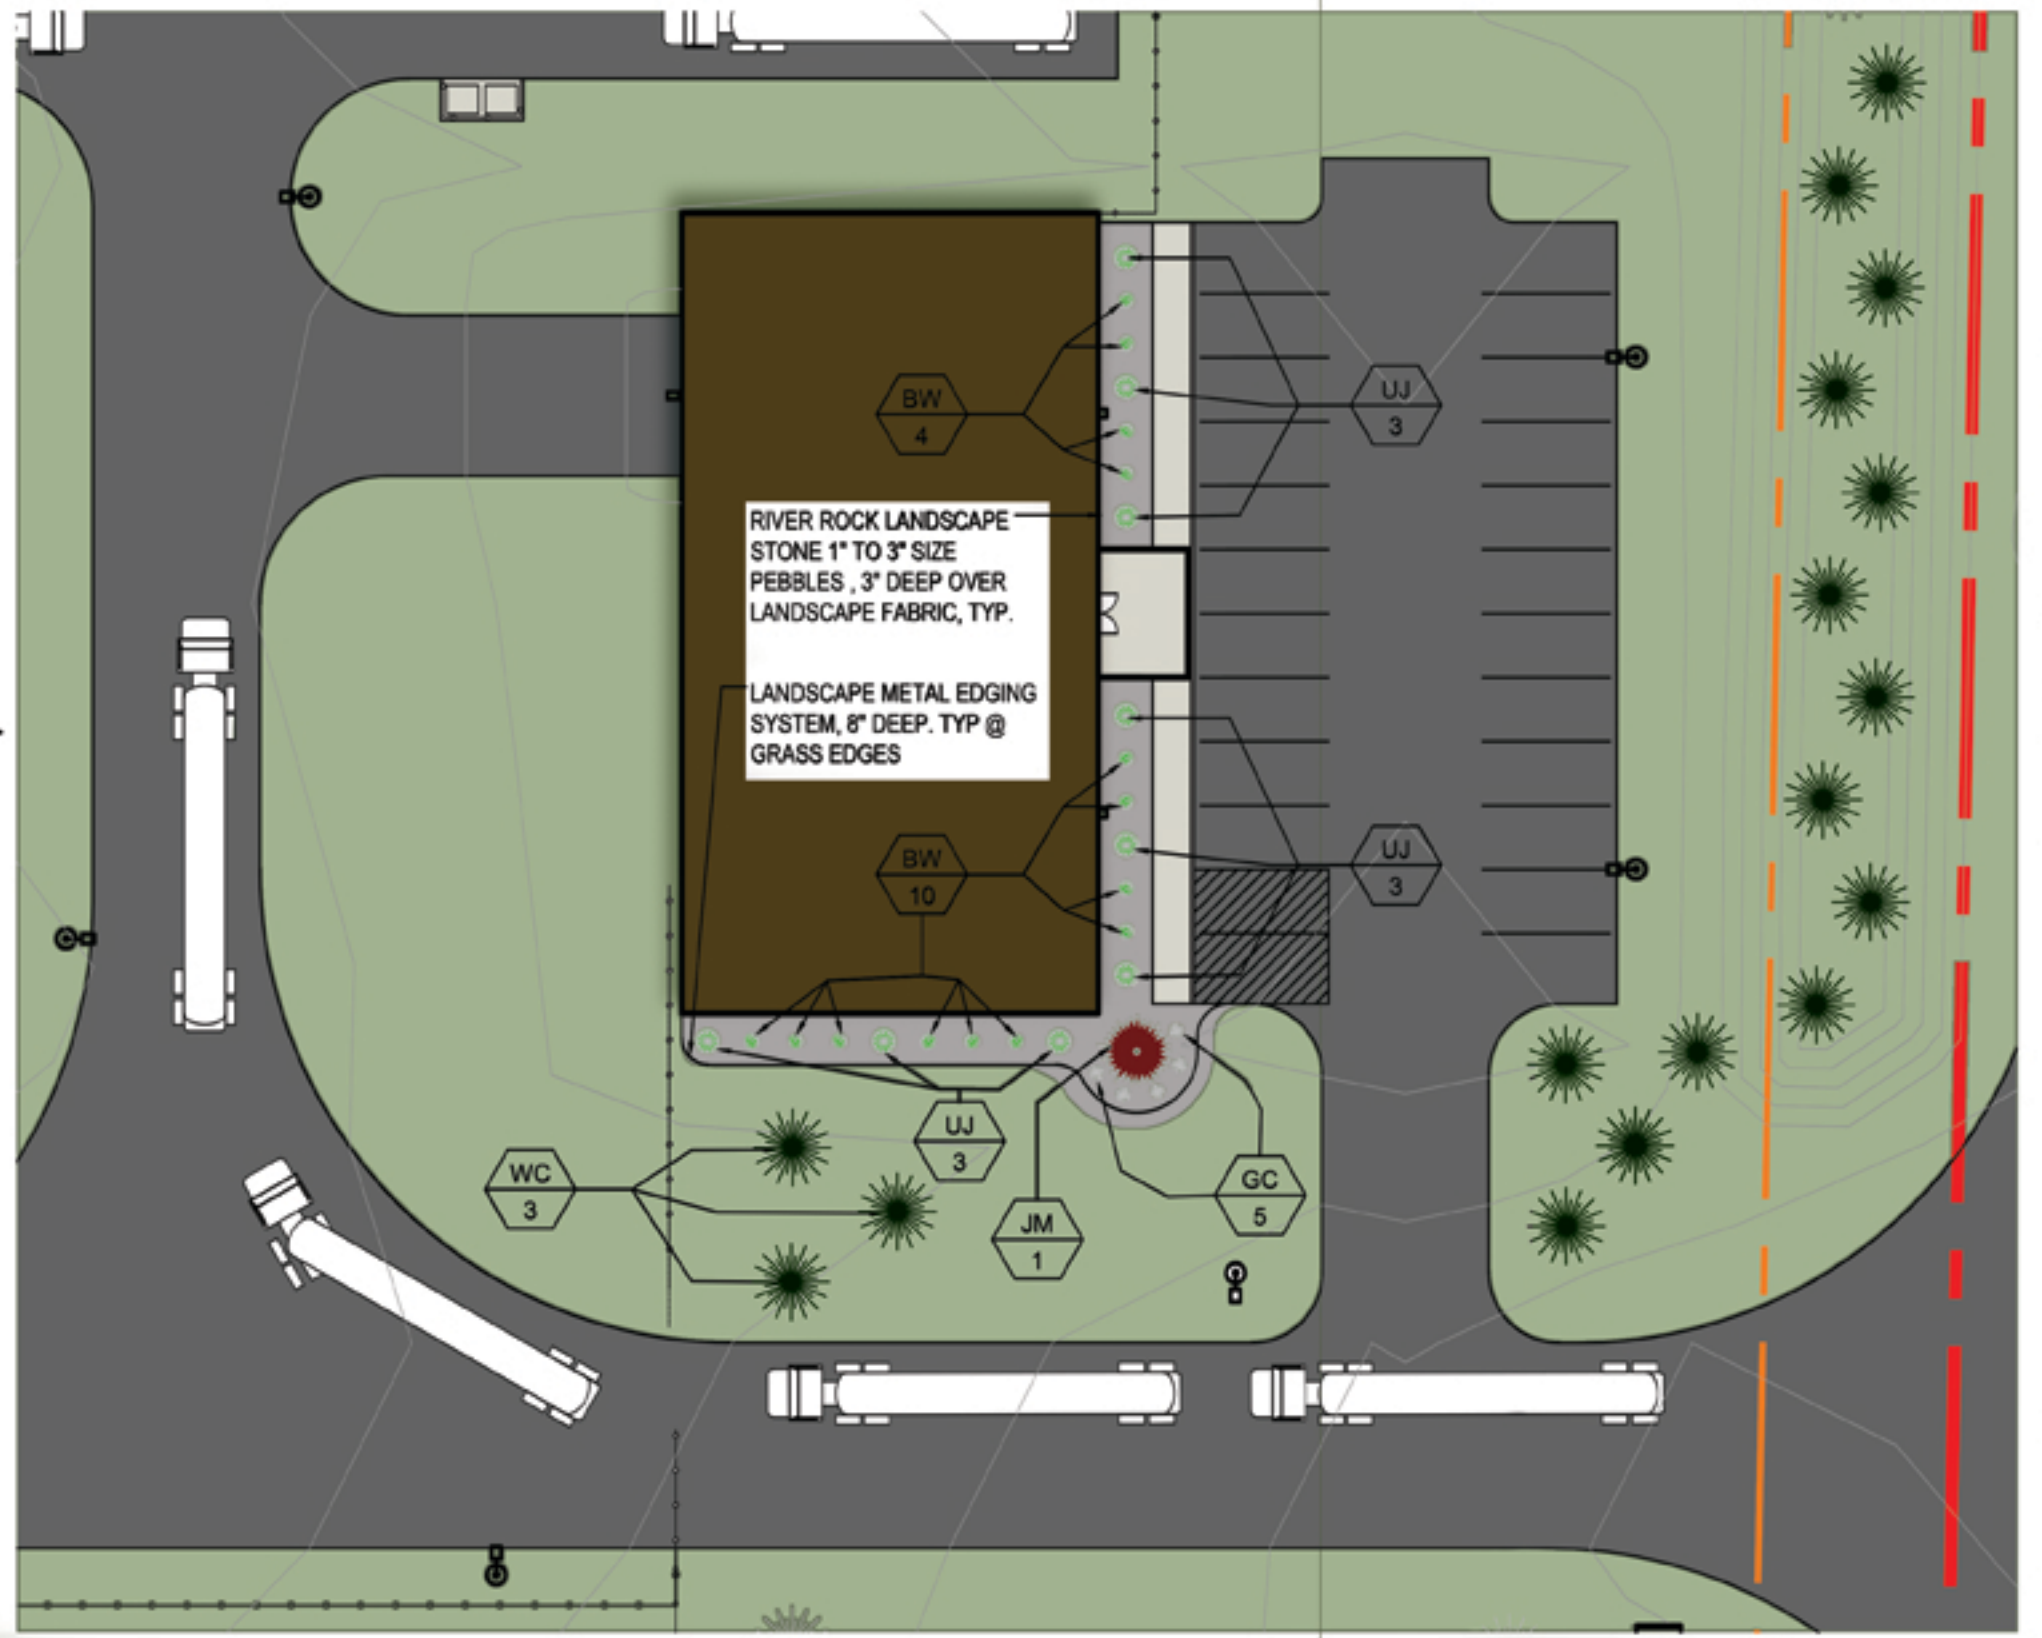 BW
4
UJ
3
RIVER ROCK LANDSCAPE
STONE 1" TO 3" SIZE
PEBBLES , 3" DEEP OVER
LANDSCAPE FABRIC, TYP.
LANDSCAPE METAL EDGING
SYSTEM, 8" DEEP. TYP @
GRASS EDGES
BW
10
UJ
3
UJ
3
WC
3
GC
5
JM
1